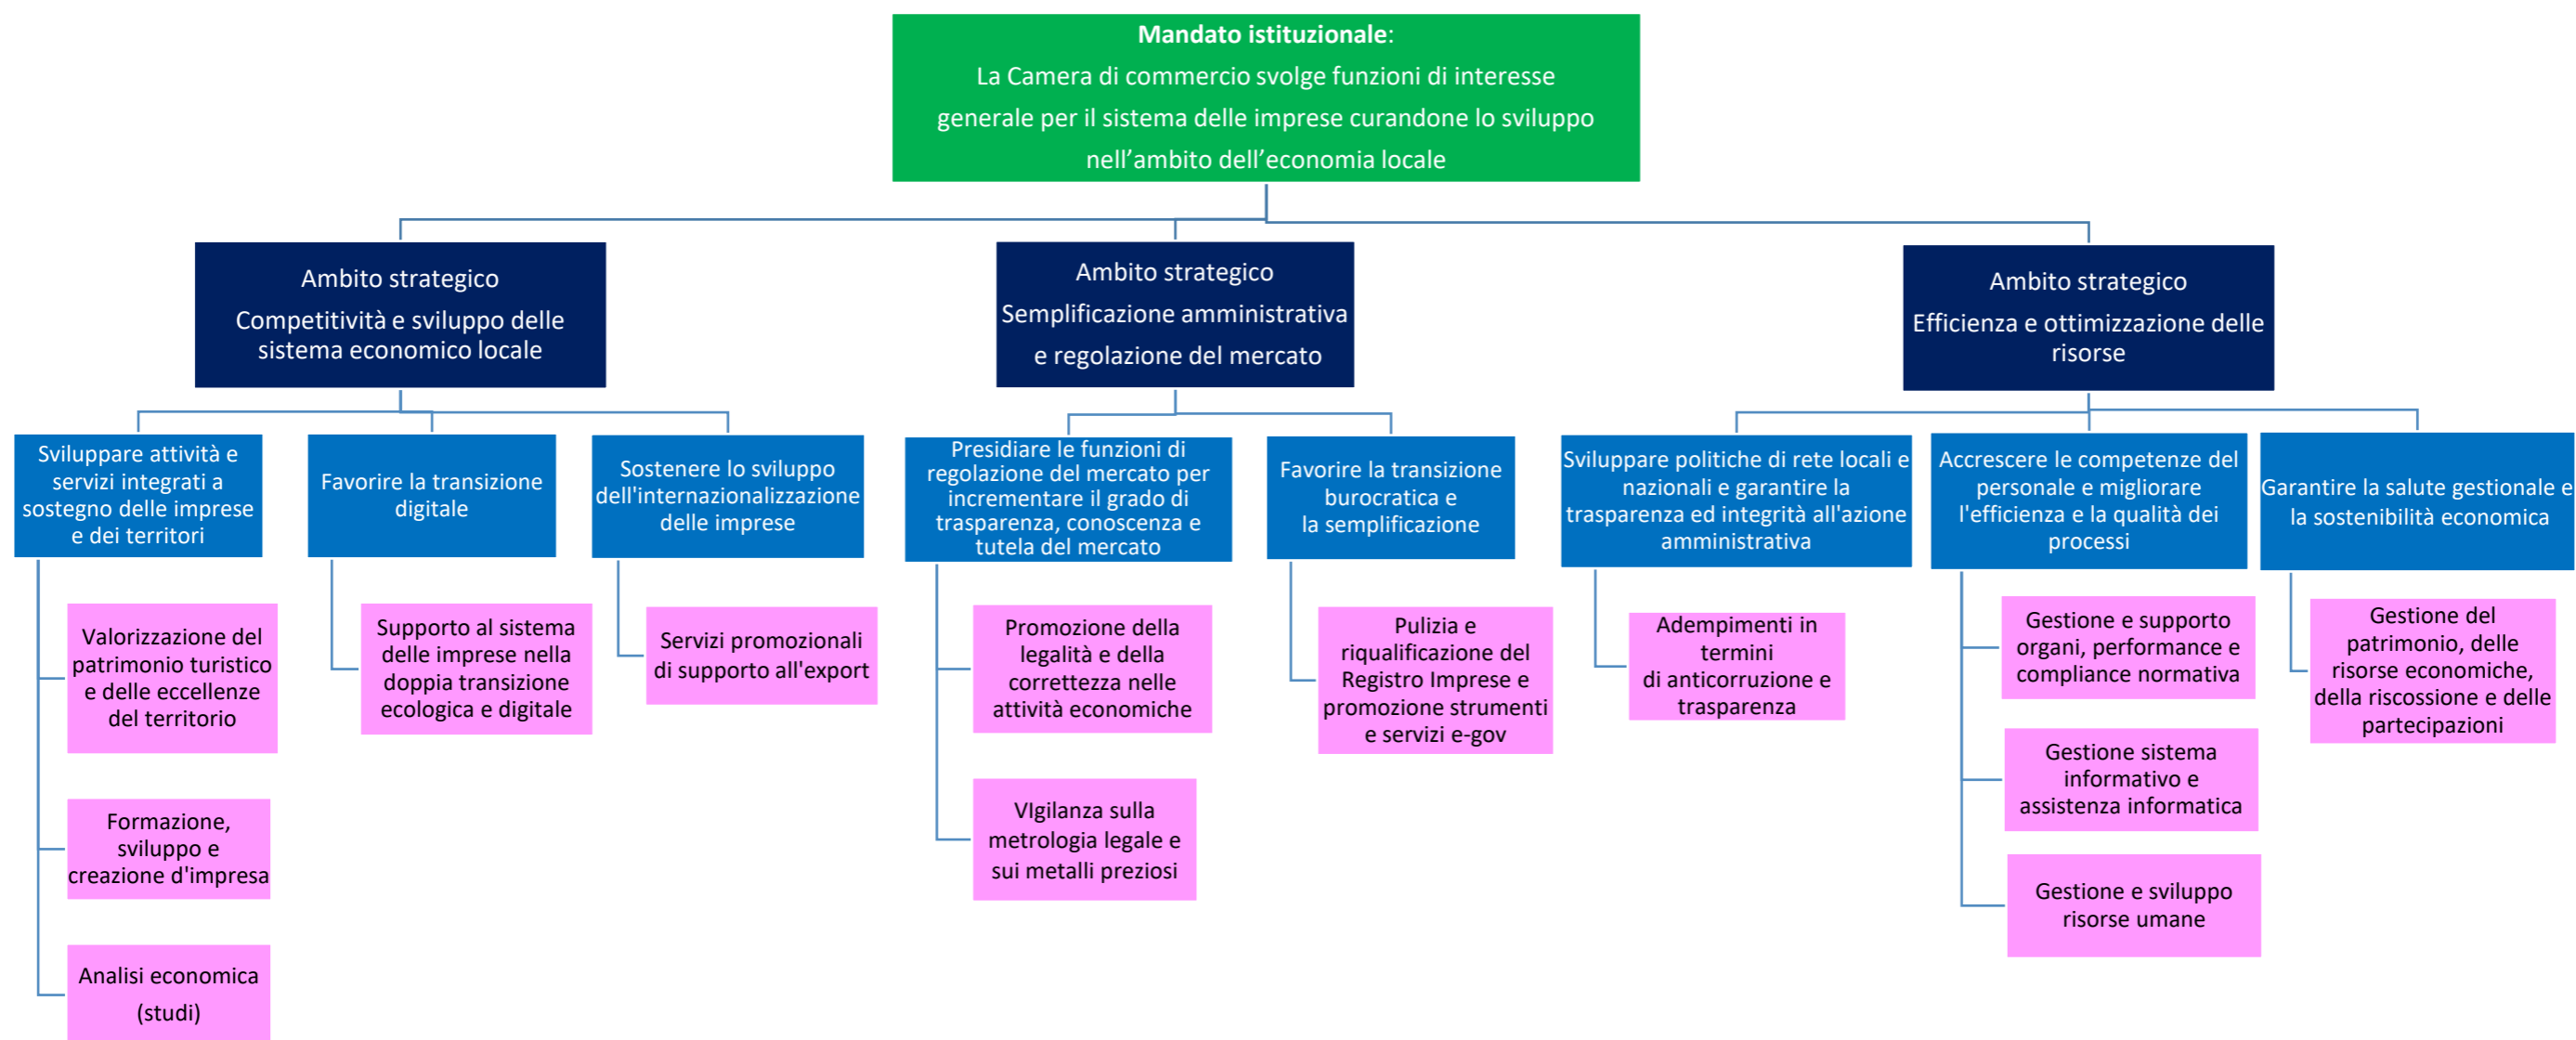 Mandato istituzionale:
La Camera di commercio svolge funzioni di interesse
generale per il sistema delle imprese curandone lo sviluppo
nell’ambito dell’economia locale
Ambito strategico
Competitività e sviluppo delle
sistema economico locale
Ambito strategico
Semplificazione amministrativa
e regolazione del mercato
Ambito strategico
Efficienza e ottimizzazione delle
risorse
Sviluppare attività e
servizi integrati a
sostegno delle imprese
e dei territori
Favorire la transizione
digitale
Sostenere lo sviluppo
dell'internazionalizzazione
delle imprese
Presidiare le funzioni di
regolazione del mercato per
incrementare il grado di
trasparenza, conoscenza e
tutela del mercato
Favorire la transizione
burocratica e
la semplificazione
Sviluppare politiche di rete locali e
nazionali e garantire la
trasparenza ed integrità all'azione
amministrativa
Accrescere le competenze del
personale e migliorare
l'efficienza e la qualità dei
processi
Garantire la salute gestionale e
la sostenibilità economica
Valorizzazione del
patrimonio turistico
e delle eccellenze
del territorio
Formazione,
sviluppo e
creazione d'impresa
Analisi economica
(studi)
Supporto al sistema
delle imprese nella
doppia transizione
ecologica e digitale
Servizi promozionali
di supporto all'export
Promozione della
legalità e della
correttezza nelle
attività economiche
VIgilanza sulla
metrologia legale e
sui metalli preziosi
Pulizia e
riqualificazione del
Registro Imprese e
promozione strumenti
e servizi e-gov
Adempimenti in
termini
di anticorruzione e
trasparenza
Gestione e supporto
organi, performance e
compliance normativa
Gestione sistema
informativo e
assistenza informatica
Gestione e sviluppo
risorse umane
Gestione del
patrimonio, delle
risorse economiche,
della riscossione e delle
partecipazioni